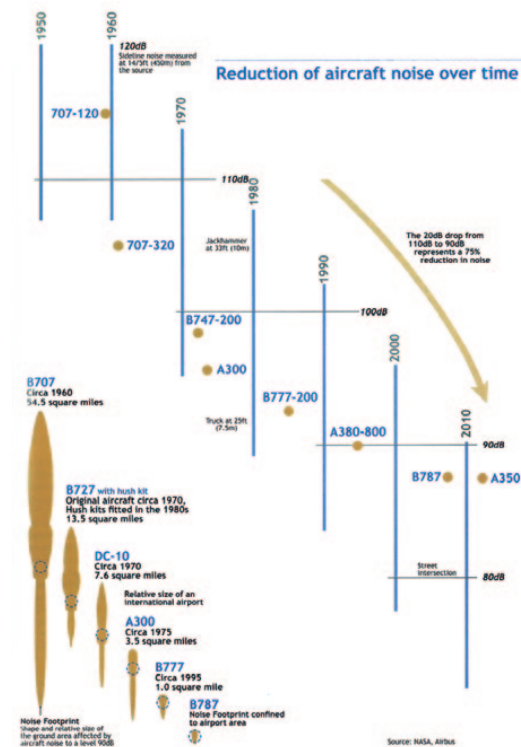 1950
1960
120dB
Sideline noise measured
at 1475ft (450m) from
the source
Reduction of aircraft noise over time
707-120
1970
110dB
1980
707-320
Jackhammer
at 33ft (10m)
The 20dB drop from
110dB to 90dB
represents a 75%
reduction in noise
1990
100dB
B747-200
2000
A300
B707
Circa 1960
54.5 square miles
B777-200
Truck at 25ft
(7.5m)
A380-800
2010
90dB
B787
A350
B727 with hush kit
Original aircraft circa 1970,
Hush kits fitted in the 1980s
13.5 square miles
DC-10
Circa 1970
7.6 square miles
Street
intersection
80dB
Relative size of an
international airport
A300
Circa 1975
3.5 square miles
B777
Circa 1995
1.0 square mile
B787
Noise Footprint confined
to airport area
Noise Footprint
Shape and relative size of
the ground area affected by
aircraft noise to a level 90dB
Source: NASA, Airbus